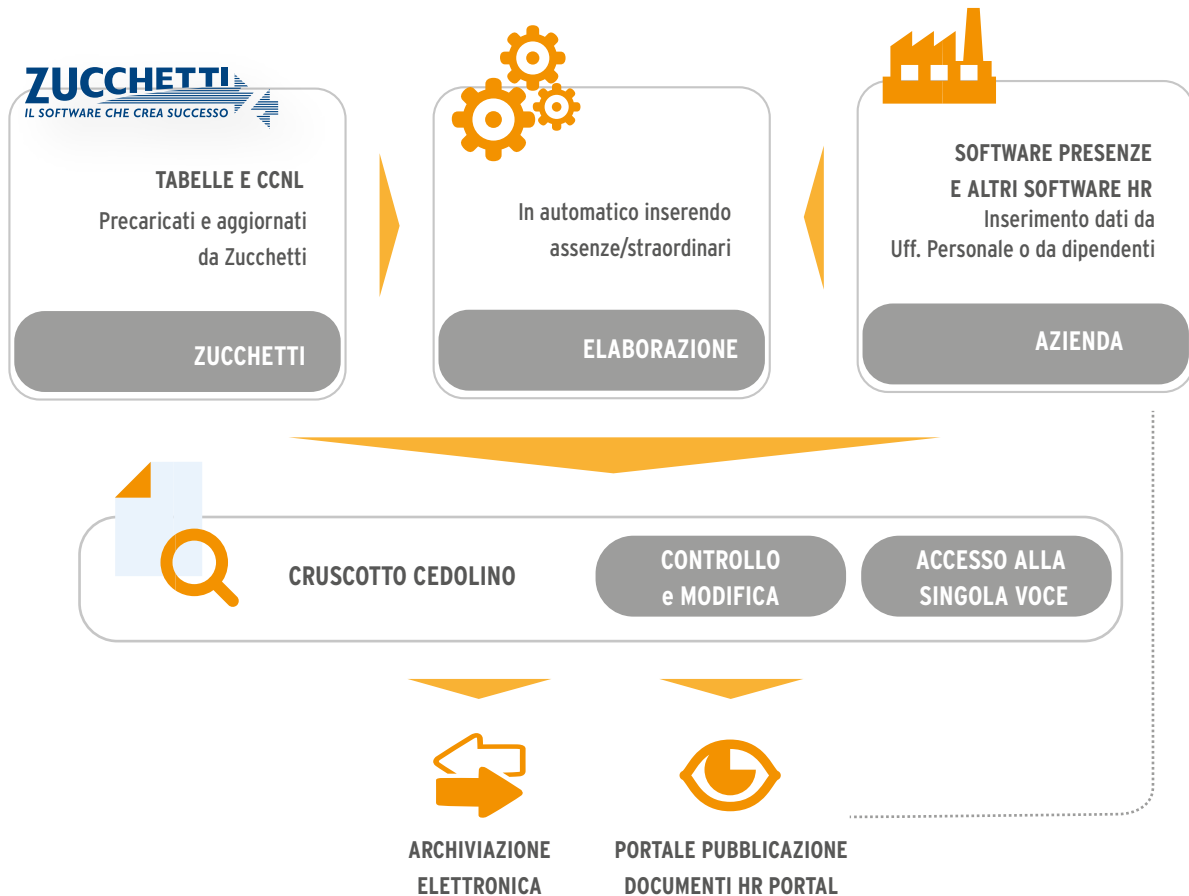 ZUCCHETTI
IL SOFTWARE CHE CREA SUCCESSO
TABELLE E CCNL
Precaricati e aggiornati
da Zucchetti
ZUCCHETTI
In automatico inserendo
assenze/straordinari
ELABORAZIONE
SOFTWARE PRESENZE
E ALTRI SOFTWARE HR
Inserimento dati da
Uff. Personale o da dipendenti
AZIENDA
CRUSCOTTO CEDOLINO
CONTROLLO
e MODIFICA
ACCESSO ALLA
SINGOLA VOCE
ARCHIVIAZIONE
ELETTRONICA
PORTALE PUBBLICAZIONE
DOCUMENTI HR PORTAL